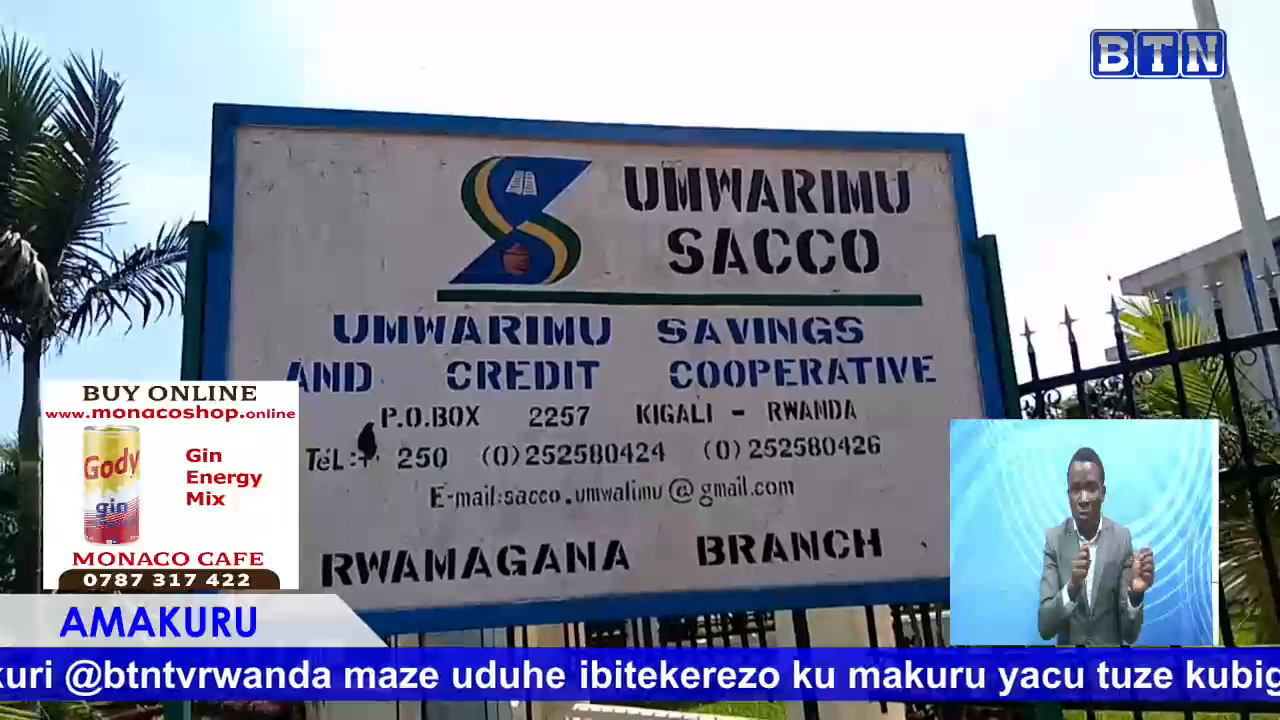 BTN
UMWARIMU
SACCO
UMWARIMU SAVINGS
AND CREDIT COOPERATIVE
P.O.BOX 2257 KIGALI - RWANDA
TéL:+ 250 (0)252580424 (0)252580426
E-mail:sacco.umwalimu@gmail.com
RWAMAGANA BRANCH
BUY ONLINE
www.monacoshop.online
Gody
gin
Gin
Energy
Mix
MONACO CAFE
0787 317 422
AMAKURU
kuri @btntvrwanda maze uduhe ibitekerezo ku makuru yacu tuze kubig